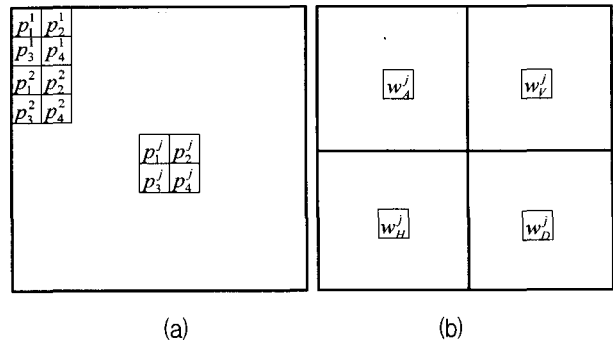 p_1^1 p_2^1
p_3^1 p_4^1
p_1^2 p_2^2
p_3^2 p_4^2
p_1^j p_2^j
p_3^j p_4^j
(a)
w_A^j w_V^j
w_H^j w_D^j
(b)